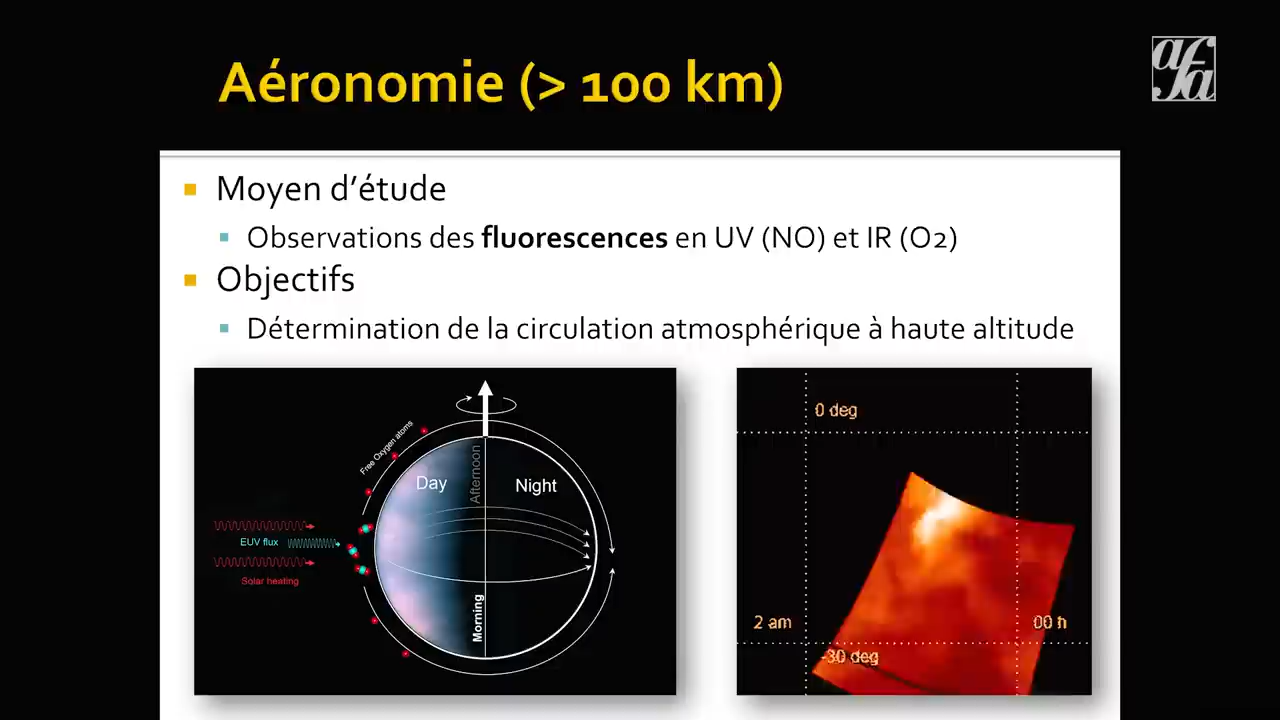 Aéronomie (> 100 km)
afa
Moyen d’étude
Observations des fluorescences en UV (NO) et IR (O2)
Objectifs
Détermination de la circulation atmosphérique à haute altitude
Free Oxygen atoms
Day
Afternoon
Night
EUV flux
Solar heating
Morning
0 deg
2 am
00 h
-30 deg